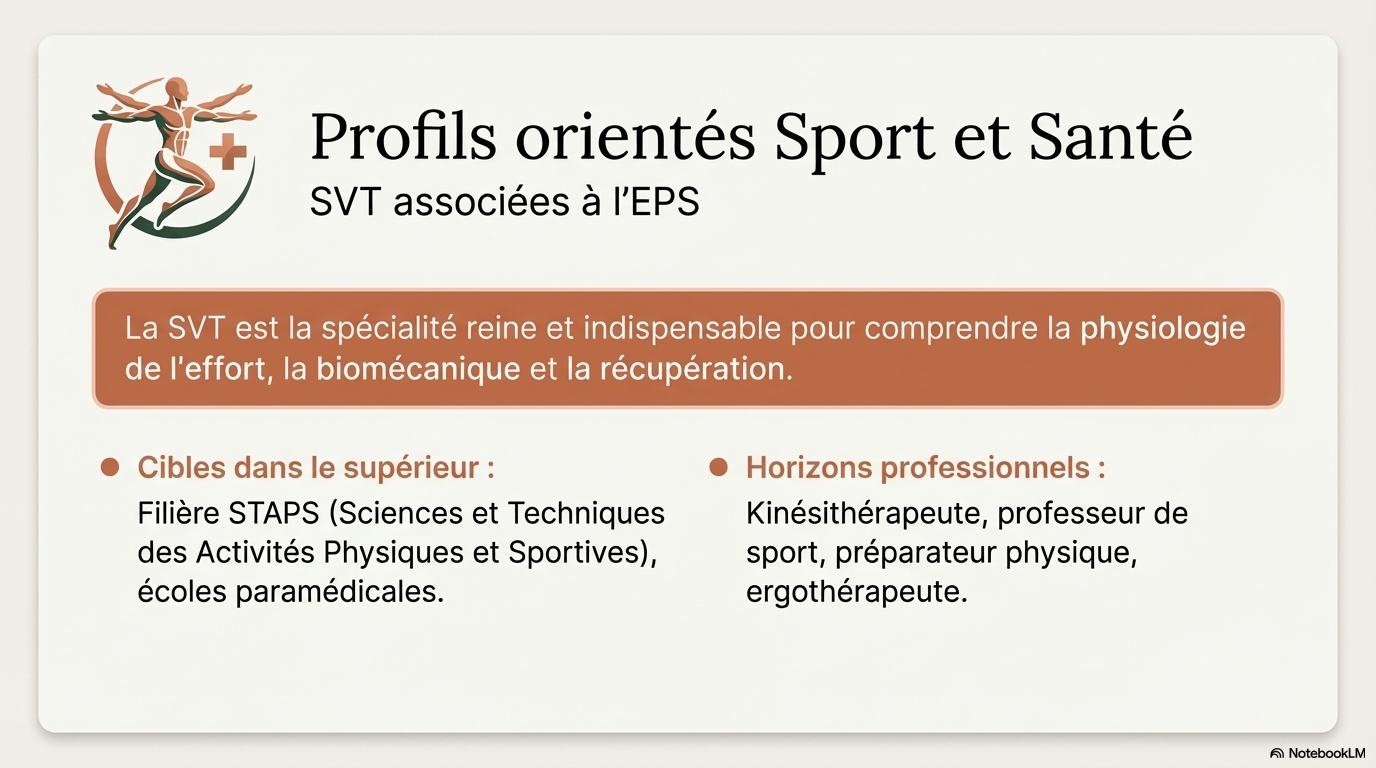 Profils orientés Sport et Santé
SVT associées à l’EPS
La SVT est la spécialité reine et indispensable pour comprendre la physiologie
de l'effort, la biomécanique et la récupération.
Cibles dans le supérieur :
Filière STAPS (Sciences et Techniques
des Activités Physiques et Sportives),
écoles paramédicales.
Horizons professionnels :
Kinésithérapeute, professeur de
sport, préparateur physique,
ergothérapeute.
NotebookLM